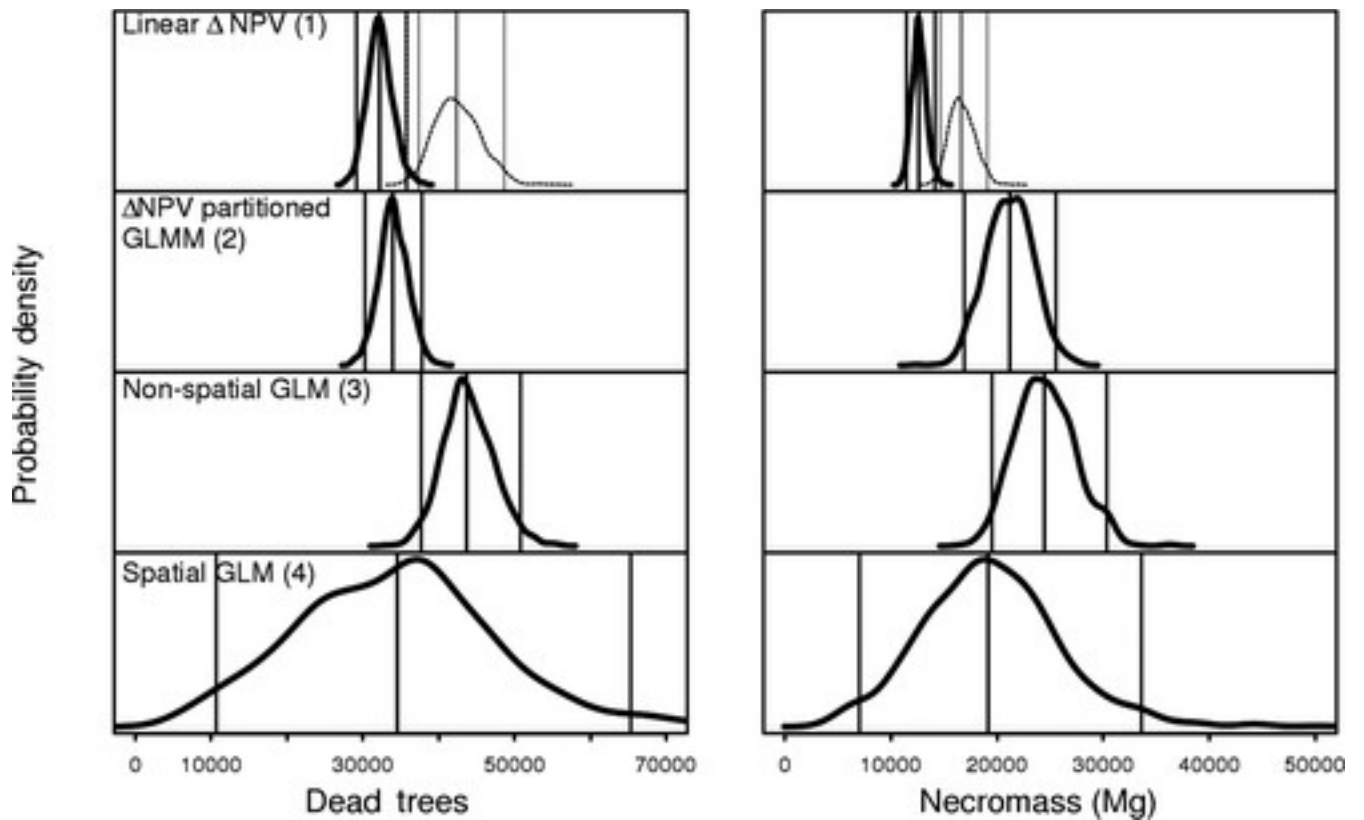 Linear Δ NPV (1)
ΔNPV partitioned
GLMM (2)
Non-spatial GLM (3)
Spatial GLM (4)
Probability density
0 10000 30000 50000 70000
Dead trees
0 10000 20000 30000 40000 50000
Necromass (Mg)